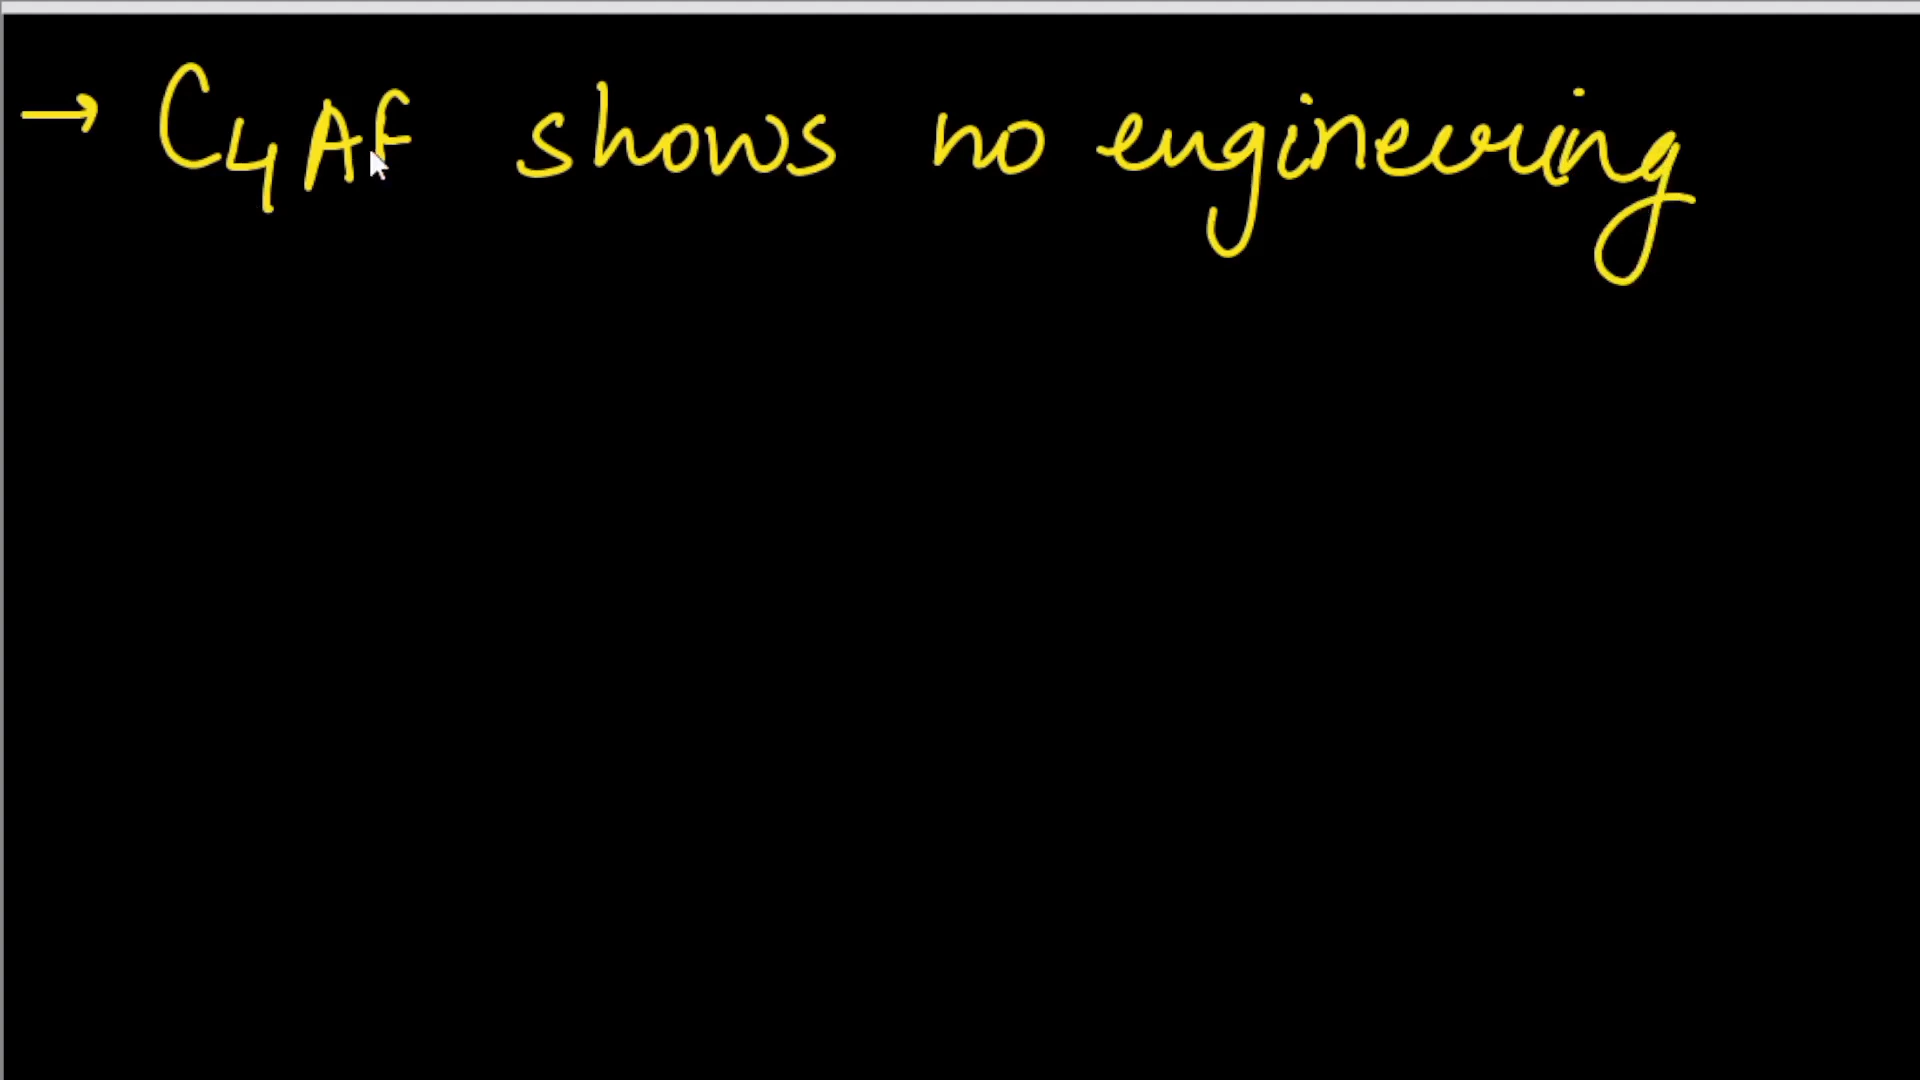 → C₄AF shows no engineering